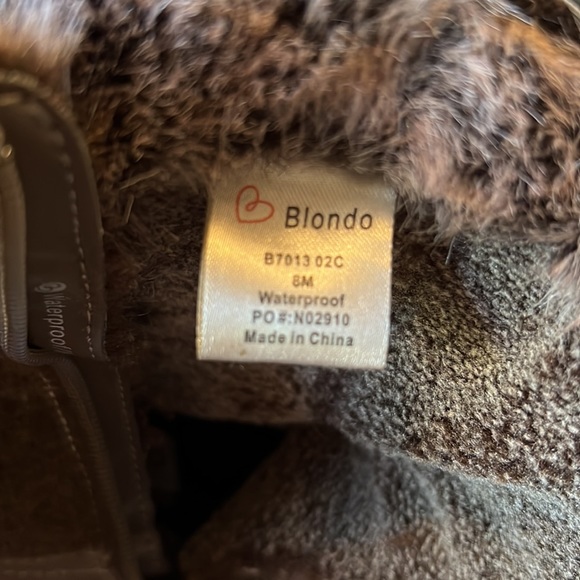 Blondo
B7013 02C
8M
Waterproof
PO#:N02910
Made in China
Waterproof